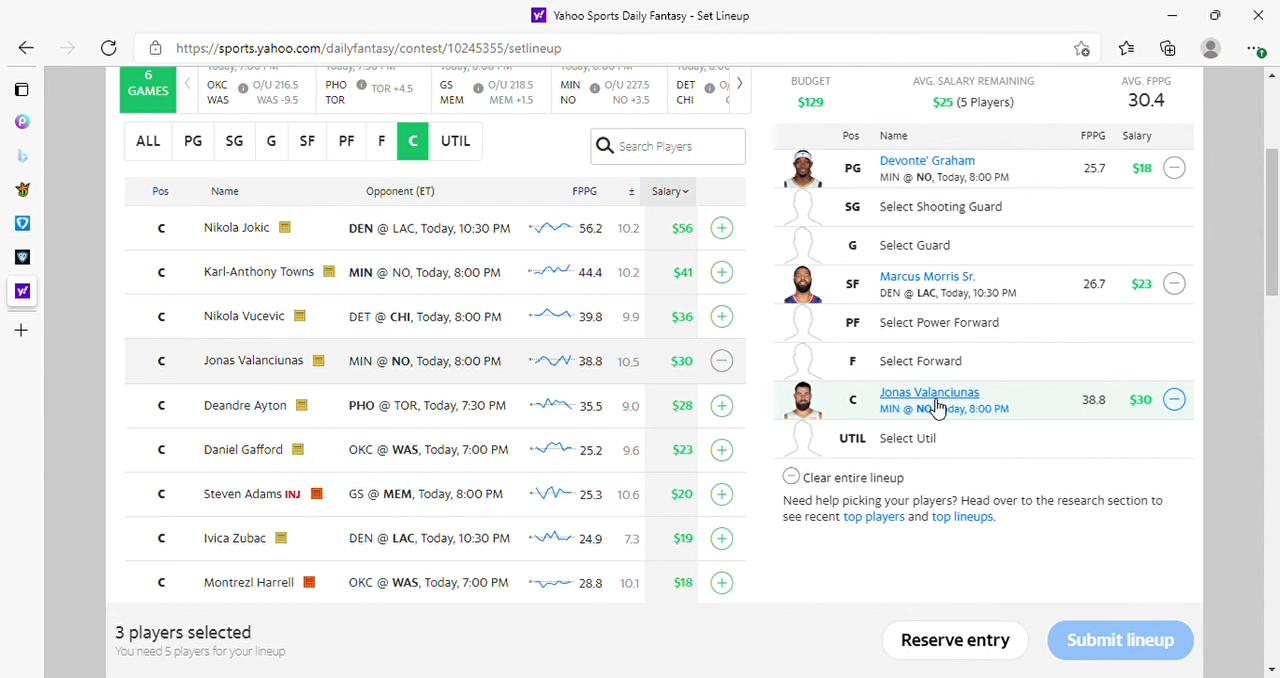 Yahoo Sports Daily Fantasy - Set Lineup
https://sports.yahoo.com/dailyfantasy/contest/10245355/setlineup
6
GAMES
OKC O/U 216.5
WAS WAS -9.5
PHO TOR +4.5
TOR
GS O/U 218.5
MEM MEM +1.5
MIN O/U 227.5
NO NO +3.5
DET
CHI
BUDGET
$129
AVG. SALARY REMAINING
$25 (5 Players)
AVG. FPPG
30.4
ALL PG SG G SF PF F C UTIL
Search Players
Pos Name Opponent (ET) FPPG ± Salary
C Nikola Jokic DEN @ LAC, Today, 10:30 PM 56.2 10.2 $56
C Karl-Anthony Towns MIN @ NO, Today, 8:00 PM 44.4 10.2 $41
C Nikola Vucevic DET @ CHI, Today, 8:00 PM 39.8 9.9 $36
C Jonas Valanciunas MIN @ NO, Today, 8:00 PM 38.8 10.5 $30
C Deandre Ayton PHO @ TOR, Today, 7:30 PM 35.5 9.0 $28
C Daniel Gafford OKC @ WAS, Today, 7:00 PM 25.2 9.6 $23
C Steven Adams INJ GS @ MEM, Today, 8:00 PM 25.3 10.6 $20
C Ivica Zubac DEN @ LAC, Today, 10:30 PM 24.9 7.3 $19
C Montrezl Harrell OKC @ WAS, Today, 7:00 PM 28.8 10.1 $18
Pos Name FPPG Salary
PG Devonte' Graham 25.7 $18
MIN @ NO, Today, 8:00 PM
SG Select Shooting Guard
G Select Guard
SF Marcus Morris Sr. 26.7 $23
DEN @ LAC, Today, 10:30 PM
PF Select Power Forward
F Select Forward
C Jonas Valanciunas 38.8 $30
MIN @ 8:00 PM
UTIL Select Util
Clear entire lineup
Need help picking your players? Head over to the research section to
see recent top players and top lineups.
3 players selected
You need 5 players for your lineup
Reserve entry
Submit lineup